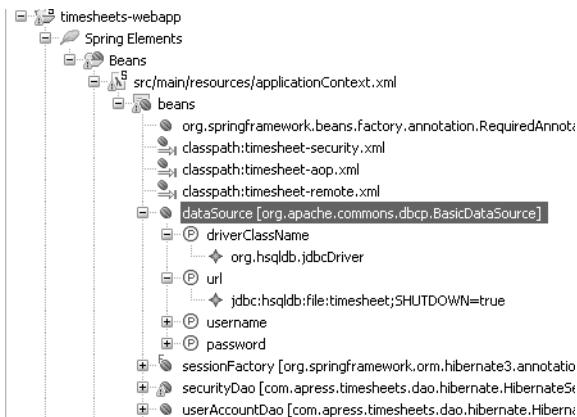 timesheets-webapp
Spring Elements
Beans
src/main/resources/applicationContext.xml
beans
org.springframework.beans.factory.annotation.RequiredAnnota
classpath:timesheet-security.xml
classpath:timesheet-aop.xml
classpath:timesheet-remote.xml
dataSource [org.apache.commons.dbcp.BasicDataSource]
P driverClassName
org.hsqldb.jdbcDriver
P url
jdbc:hsqldb:file:timesheet;SHUTDOWN=true
P username
P password
sessionFactory [org.springframework.orm.hibernate3.annotatio
securityDao [com.apress.timesheets.dao.hibernate.HibernateSe
userAccountDao [com.apress.timesheets.dao.hibernate.Hiberna